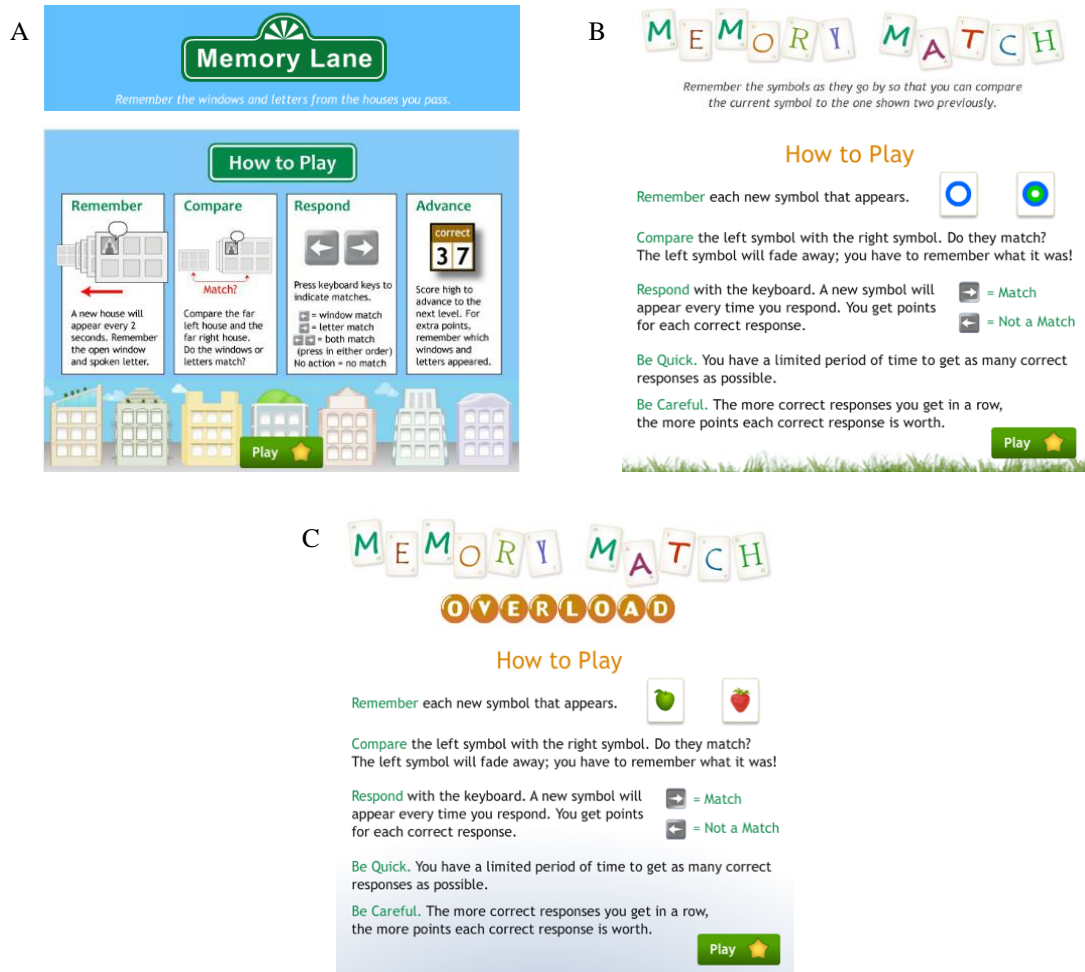 A
Memory Lane
Remember the windows and letters from the houses you pass.
How to Play
Remember
A new house will
appear every 2
seconds. Remember
the open window
and spoken letter.
Compare
Match?
Compare the far
left house and the
far right house.
Do the windows or
letters match?
Respond
Press keyboard keys to
indicate matches.
← = window match
→ = letter match
← → = both match
(press in either order)
No action = no match
Advance
correct
3 7
Score high to
advance to the
next level. For
extra points,
remember which
windows and
letters appeared.
Play
B
MEMORY MATCH
Remember the symbols as they go by so that you can compare
the current symbol to the one shown two previously.
How to Play
Remember each new symbol that appears.
Compare the left symbol with the right symbol. Do they match?
The left symbol will fade away; you have to remember what it was!
Respond with the keyboard. A new symbol will
appear every time you respond. You get points
for each correct response.
→ = Match
← = Not a Match
Be Quick. You have a limited period of time to get as many correct
responses as possible.
Be Careful. The more correct responses you get in a row,
the more points each correct response is worth.
Play
C
MEMORY MATCH
OVERLOAD
How to Play
Remember each new symbol that appears.
Compare the left symbol with the right symbol. Do they match?
The left symbol will fade away; you have to remember what it was!
Respond with the keyboard. A new symbol will
appear every time you respond. You get points
for each correct response.
→ = Match
← = Not a Match
Be Quick. You have a limited period of time to get as many correct
responses as possible.
Be Careful. The more correct responses you get in a row,
the more points each correct response is worth.
Play